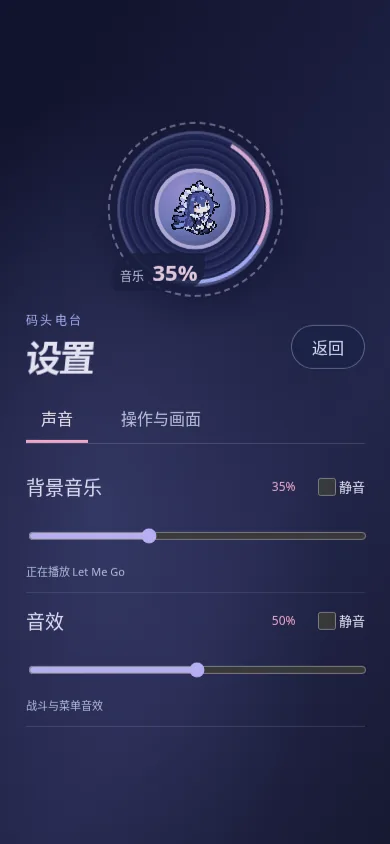 音乐 35%
码头电台
设置
返回
声音 操作与画面
背景音乐 35% 静音
正在播放 Let Me Go
音效 50% 静音
战斗与菜单音效